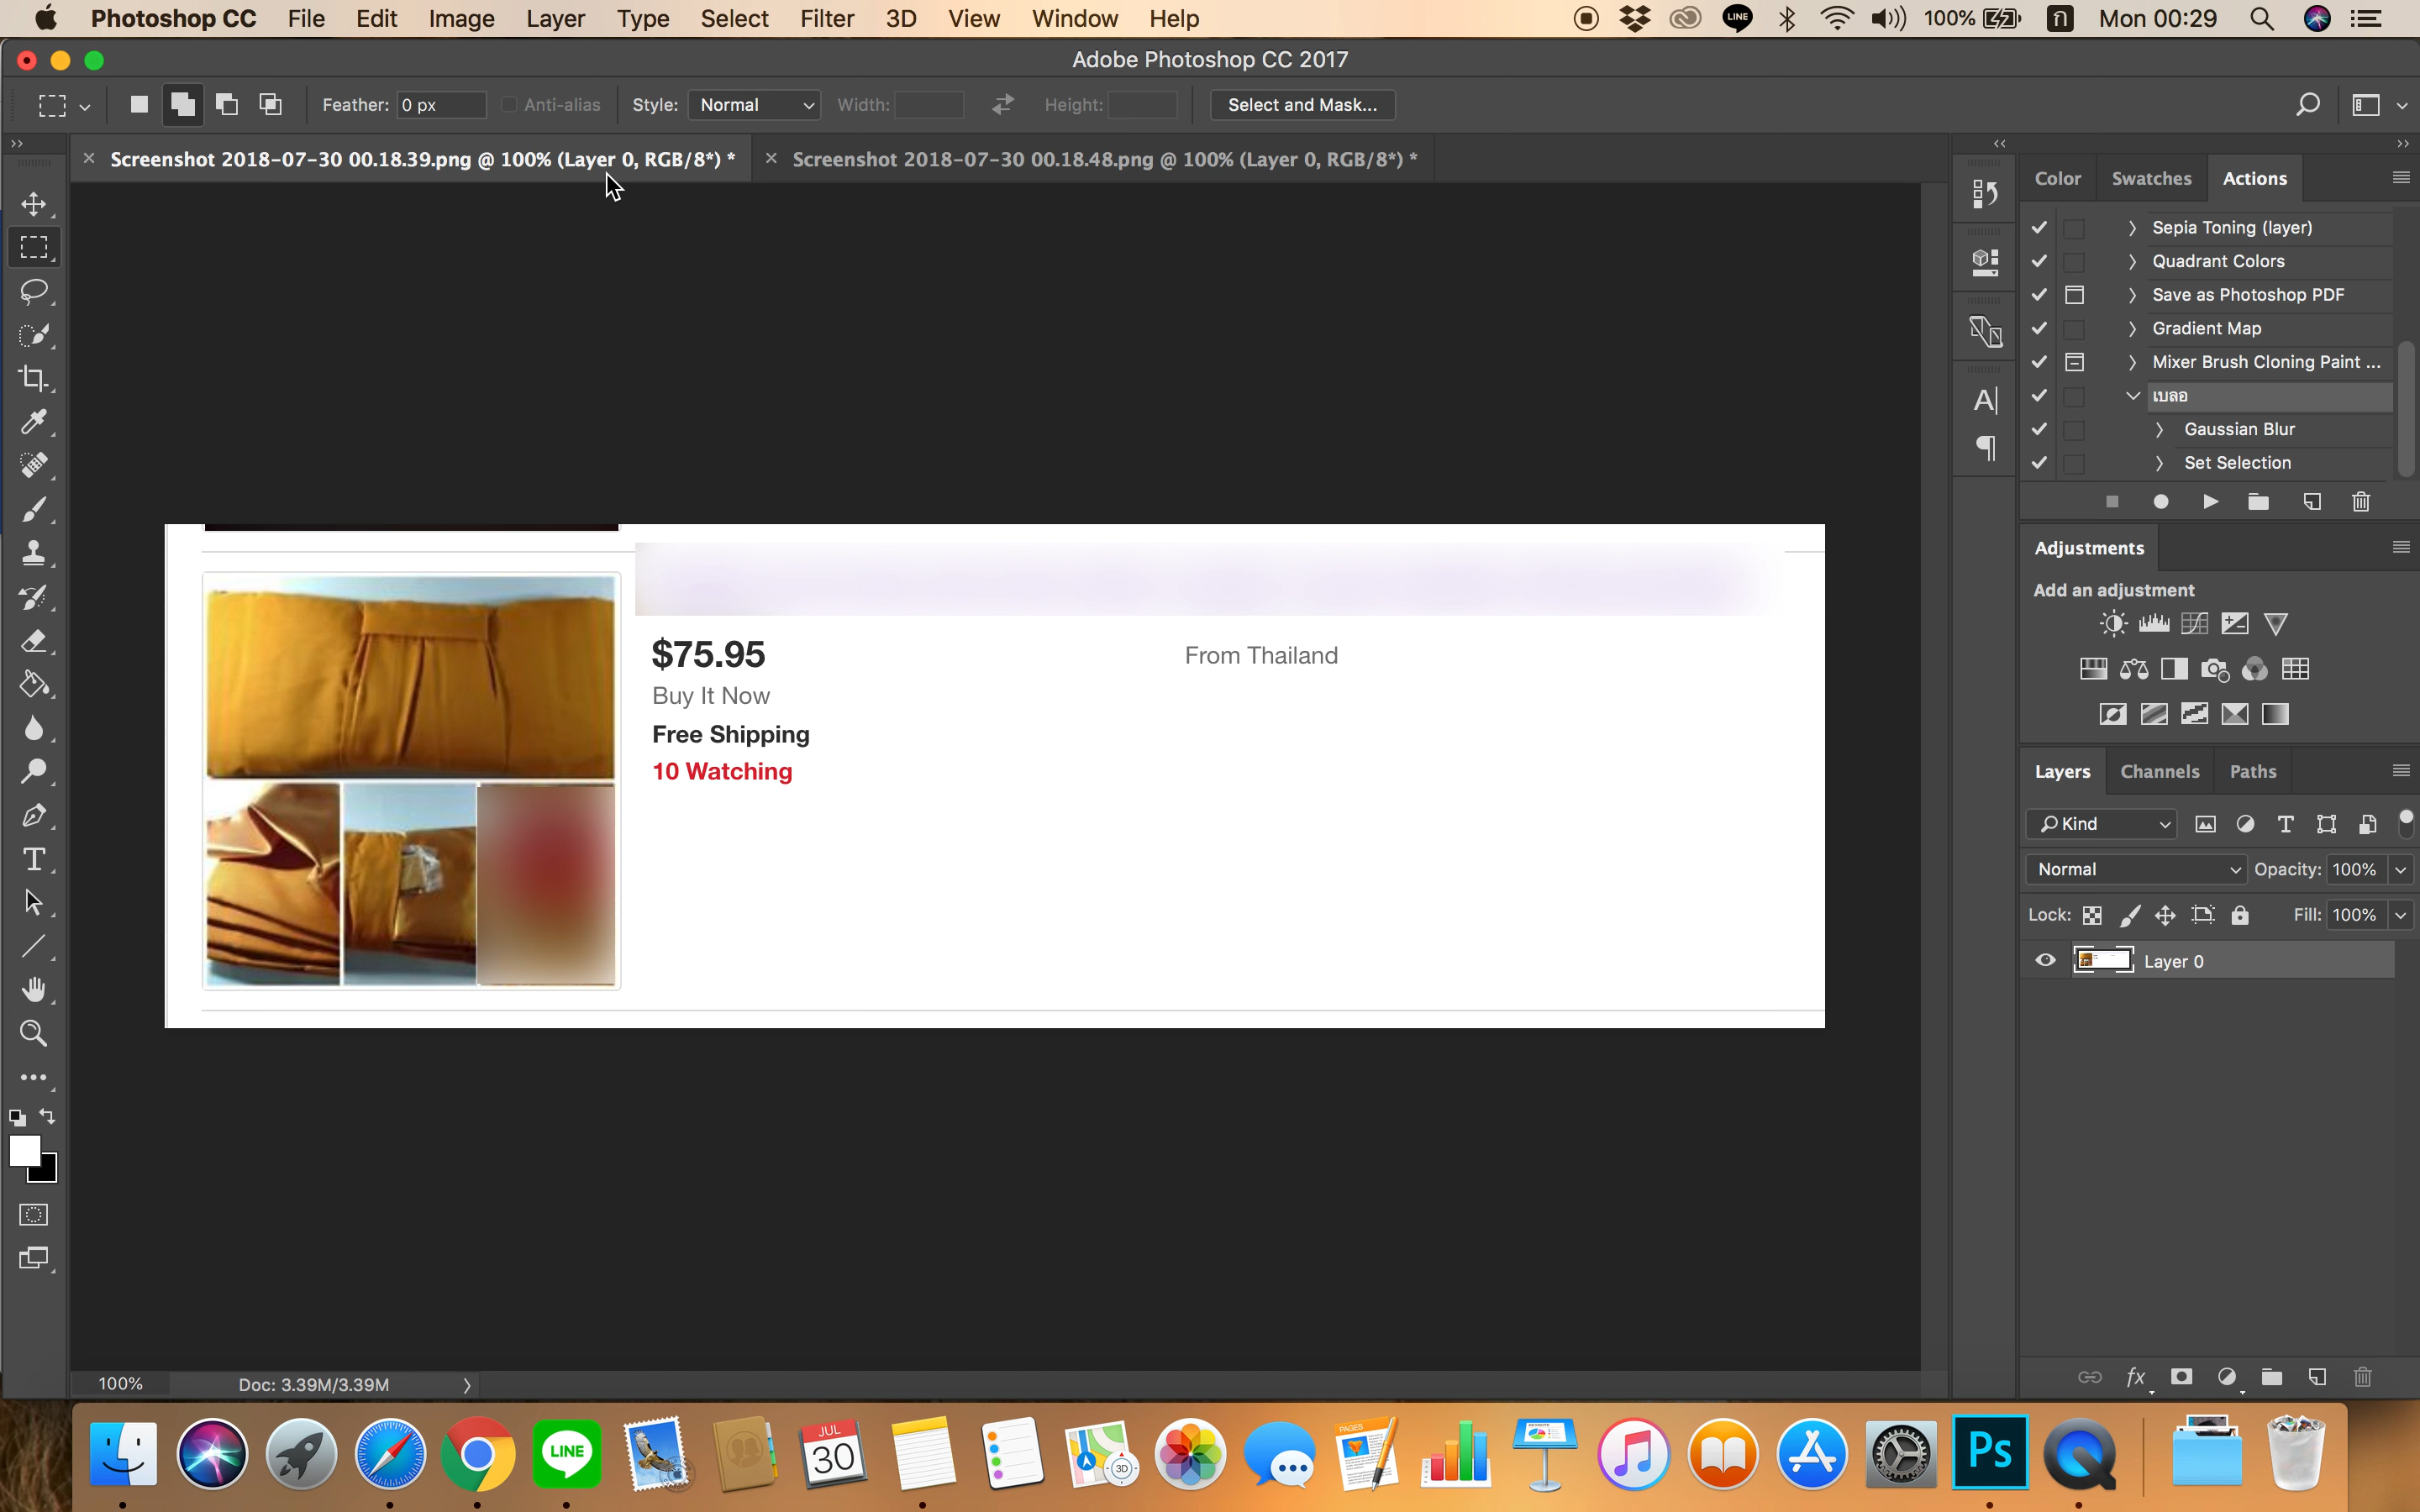 Photoshop CC File Edit Image Layer Type Select Filter 3D View Window Help LINE 100% ก Mon 00:29
Adobe Photoshop CC 2017
Feather: 0 px Anti-alias Style: Normal Width: Height: Select and Mask...
Screenshot 2018-07-30 00.18.39.png @ 100% (Layer 0, RGB/8*) * Screenshot 2018-07-30 00.18.48.png @ 100% (Layer 0, RGB/8*) *
Color Swatches Actions
Sepia Toning (layer)
Quadrant Colors
Save as Photoshop PDF
Gradient Map
Mixer Brush Cloning Paint ...
เบลอ
Gaussian Blur
Set Selection
Adjustments
Add an adjustment
$75.95 From Thailand
Buy It Now
Free Shipping
10 Watching
Layers Channels Paths
Kind
Normal Opacity: 100%
Lock: Fill: 100%
Layer 0
100% Doc: 3.39M/3.39M
LINE JUL 30 3D PAGES Ps